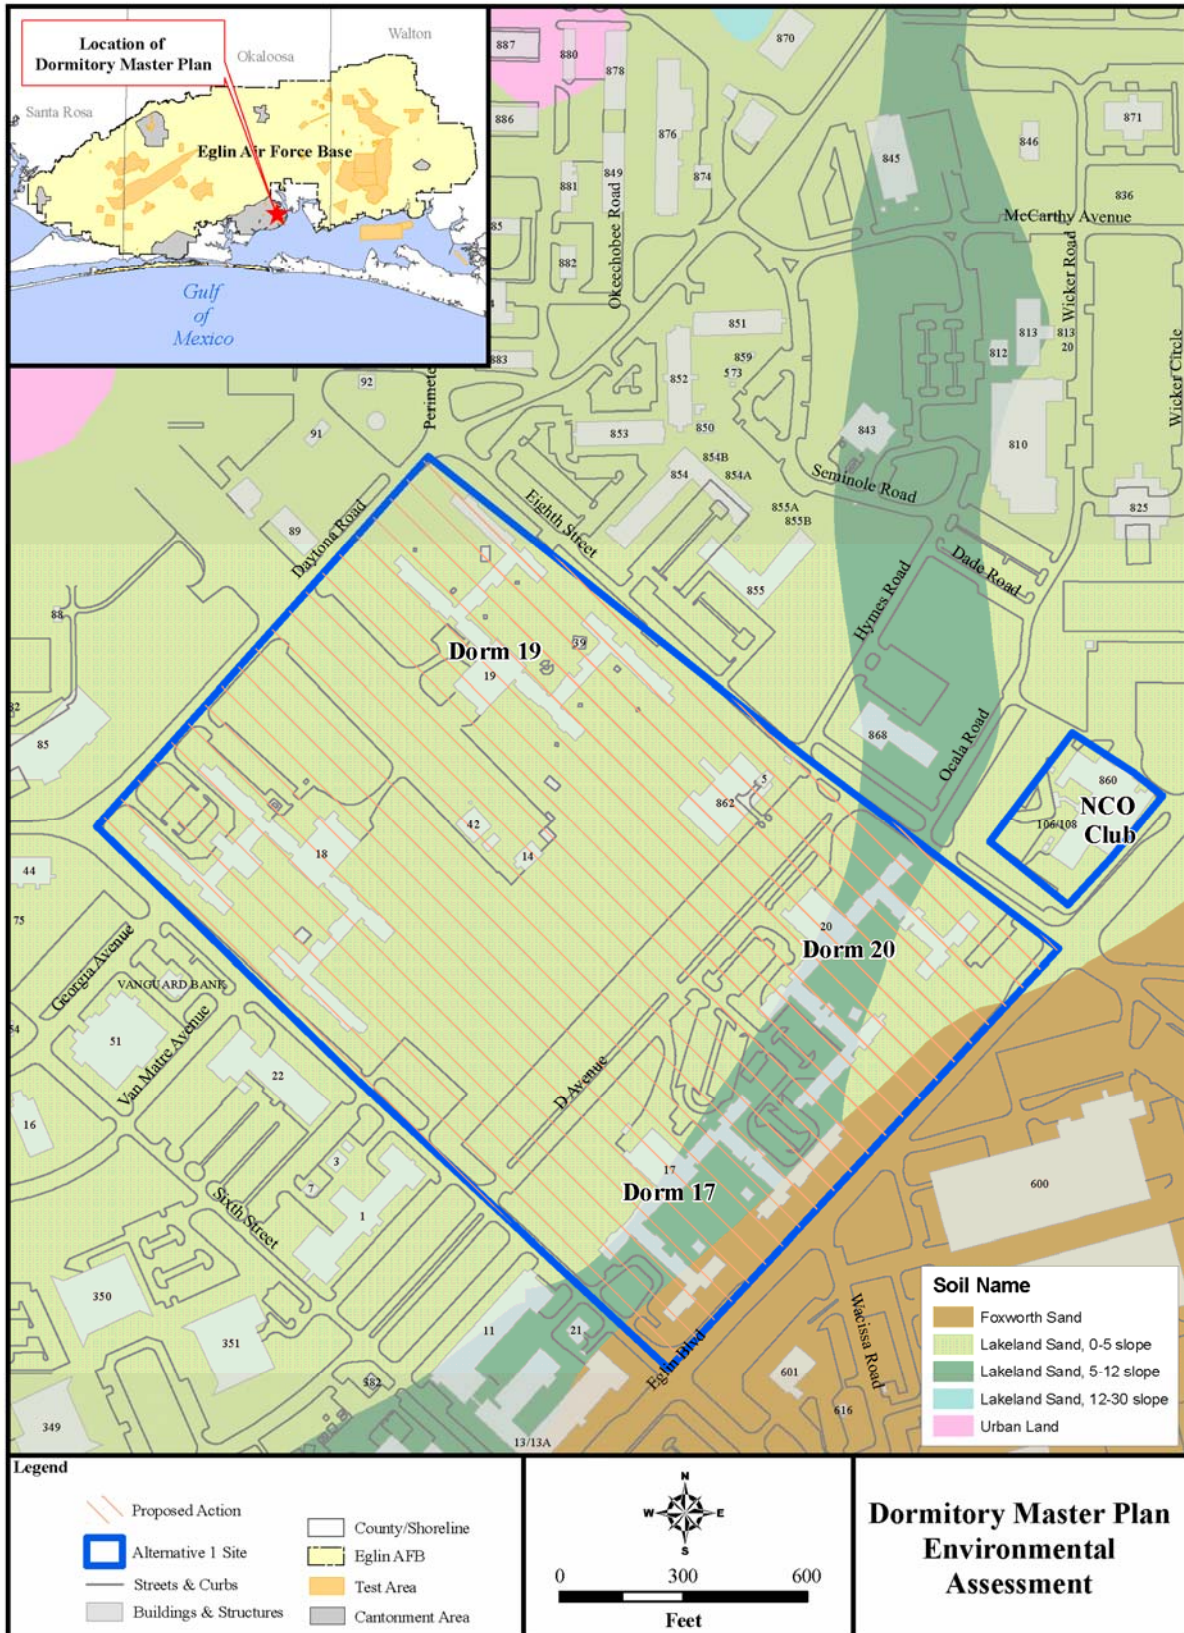 Location of
Dormitory Master Plan
Okaloosa
Walton
Santa Rosa
Eglin Air Force Base
Gulf
of
Mexico
887
880
878
870
886
876
849
874
881
85
882
883
Okeechobee Road
845
846
871
836
McCarthy Avenue
Wicker Road
Wicker Circle
851
859
573
852
850
853
854B
854
854A
855A
855B
855
813
813
20
812
810
843
Seminole Road
825
92
91
89
88
Daytona Road
Eighth Street
Dade Road
Hymes Road
Ocala Road
868
860
106/108
NCO
Club
Dorm 19
39
19
82
85
5
862
42
14
18
44
75
20
Dorm 20
Georgia Avenue
VANGUARD BANK
54
51
Van Matre Avenue
22
D Avenue
16
3
7
1
17
Dorm 17
600
Sixth Street
350
351
11
21
382
349
13/13A
Eglin Blvd
601
616
Wacissa Road
Soil Name
Foxworth Sand
Lakeland Sand, 0-5 slope
Lakeland Sand, 5-12 slope
Lakeland Sand, 12-30 slope
Urban Land
Legend
Proposed Action
Alternative 1 Site
Streets & Curbs
Buildings & Structures
County/Shoreline
Eglin AFB
Test Area
Cantonment Area
N
W
E
S
0 300 600
Feet
Dormitory Master Plan
Environmental
Assessment